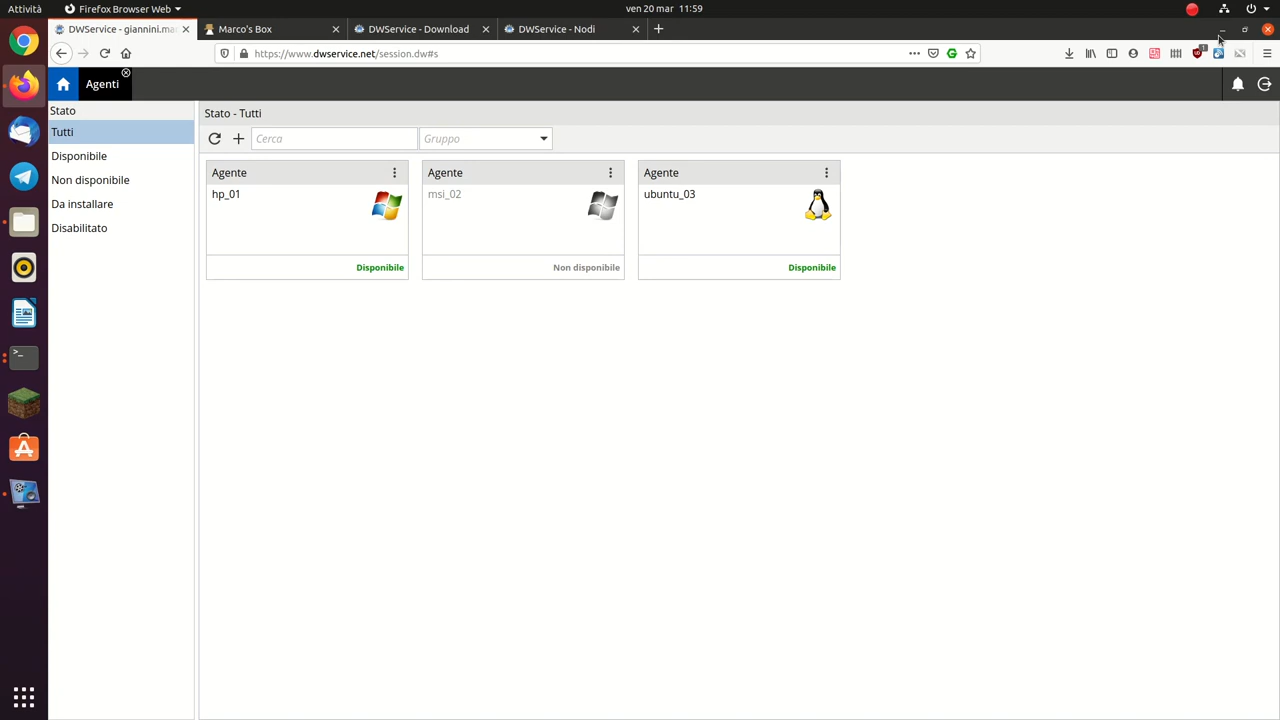 Attività
Firefox Browser Web
ven 20 mar 11:59
DWService - giannini.ma
Marco's Box
DWService - Download
DWService - Nodi
https://www.dwservice.net/session.dw#s
1
Agenti
Stato
Stato - Tutti
Tutti
Cerca
Gruppo
Disponibile
Non disponibile
Da installare
Disabilitato
Agente
hp_01
Disponibile
Agente
msi_02
Non disponibile
Agente
ubuntu_03
Disponibile